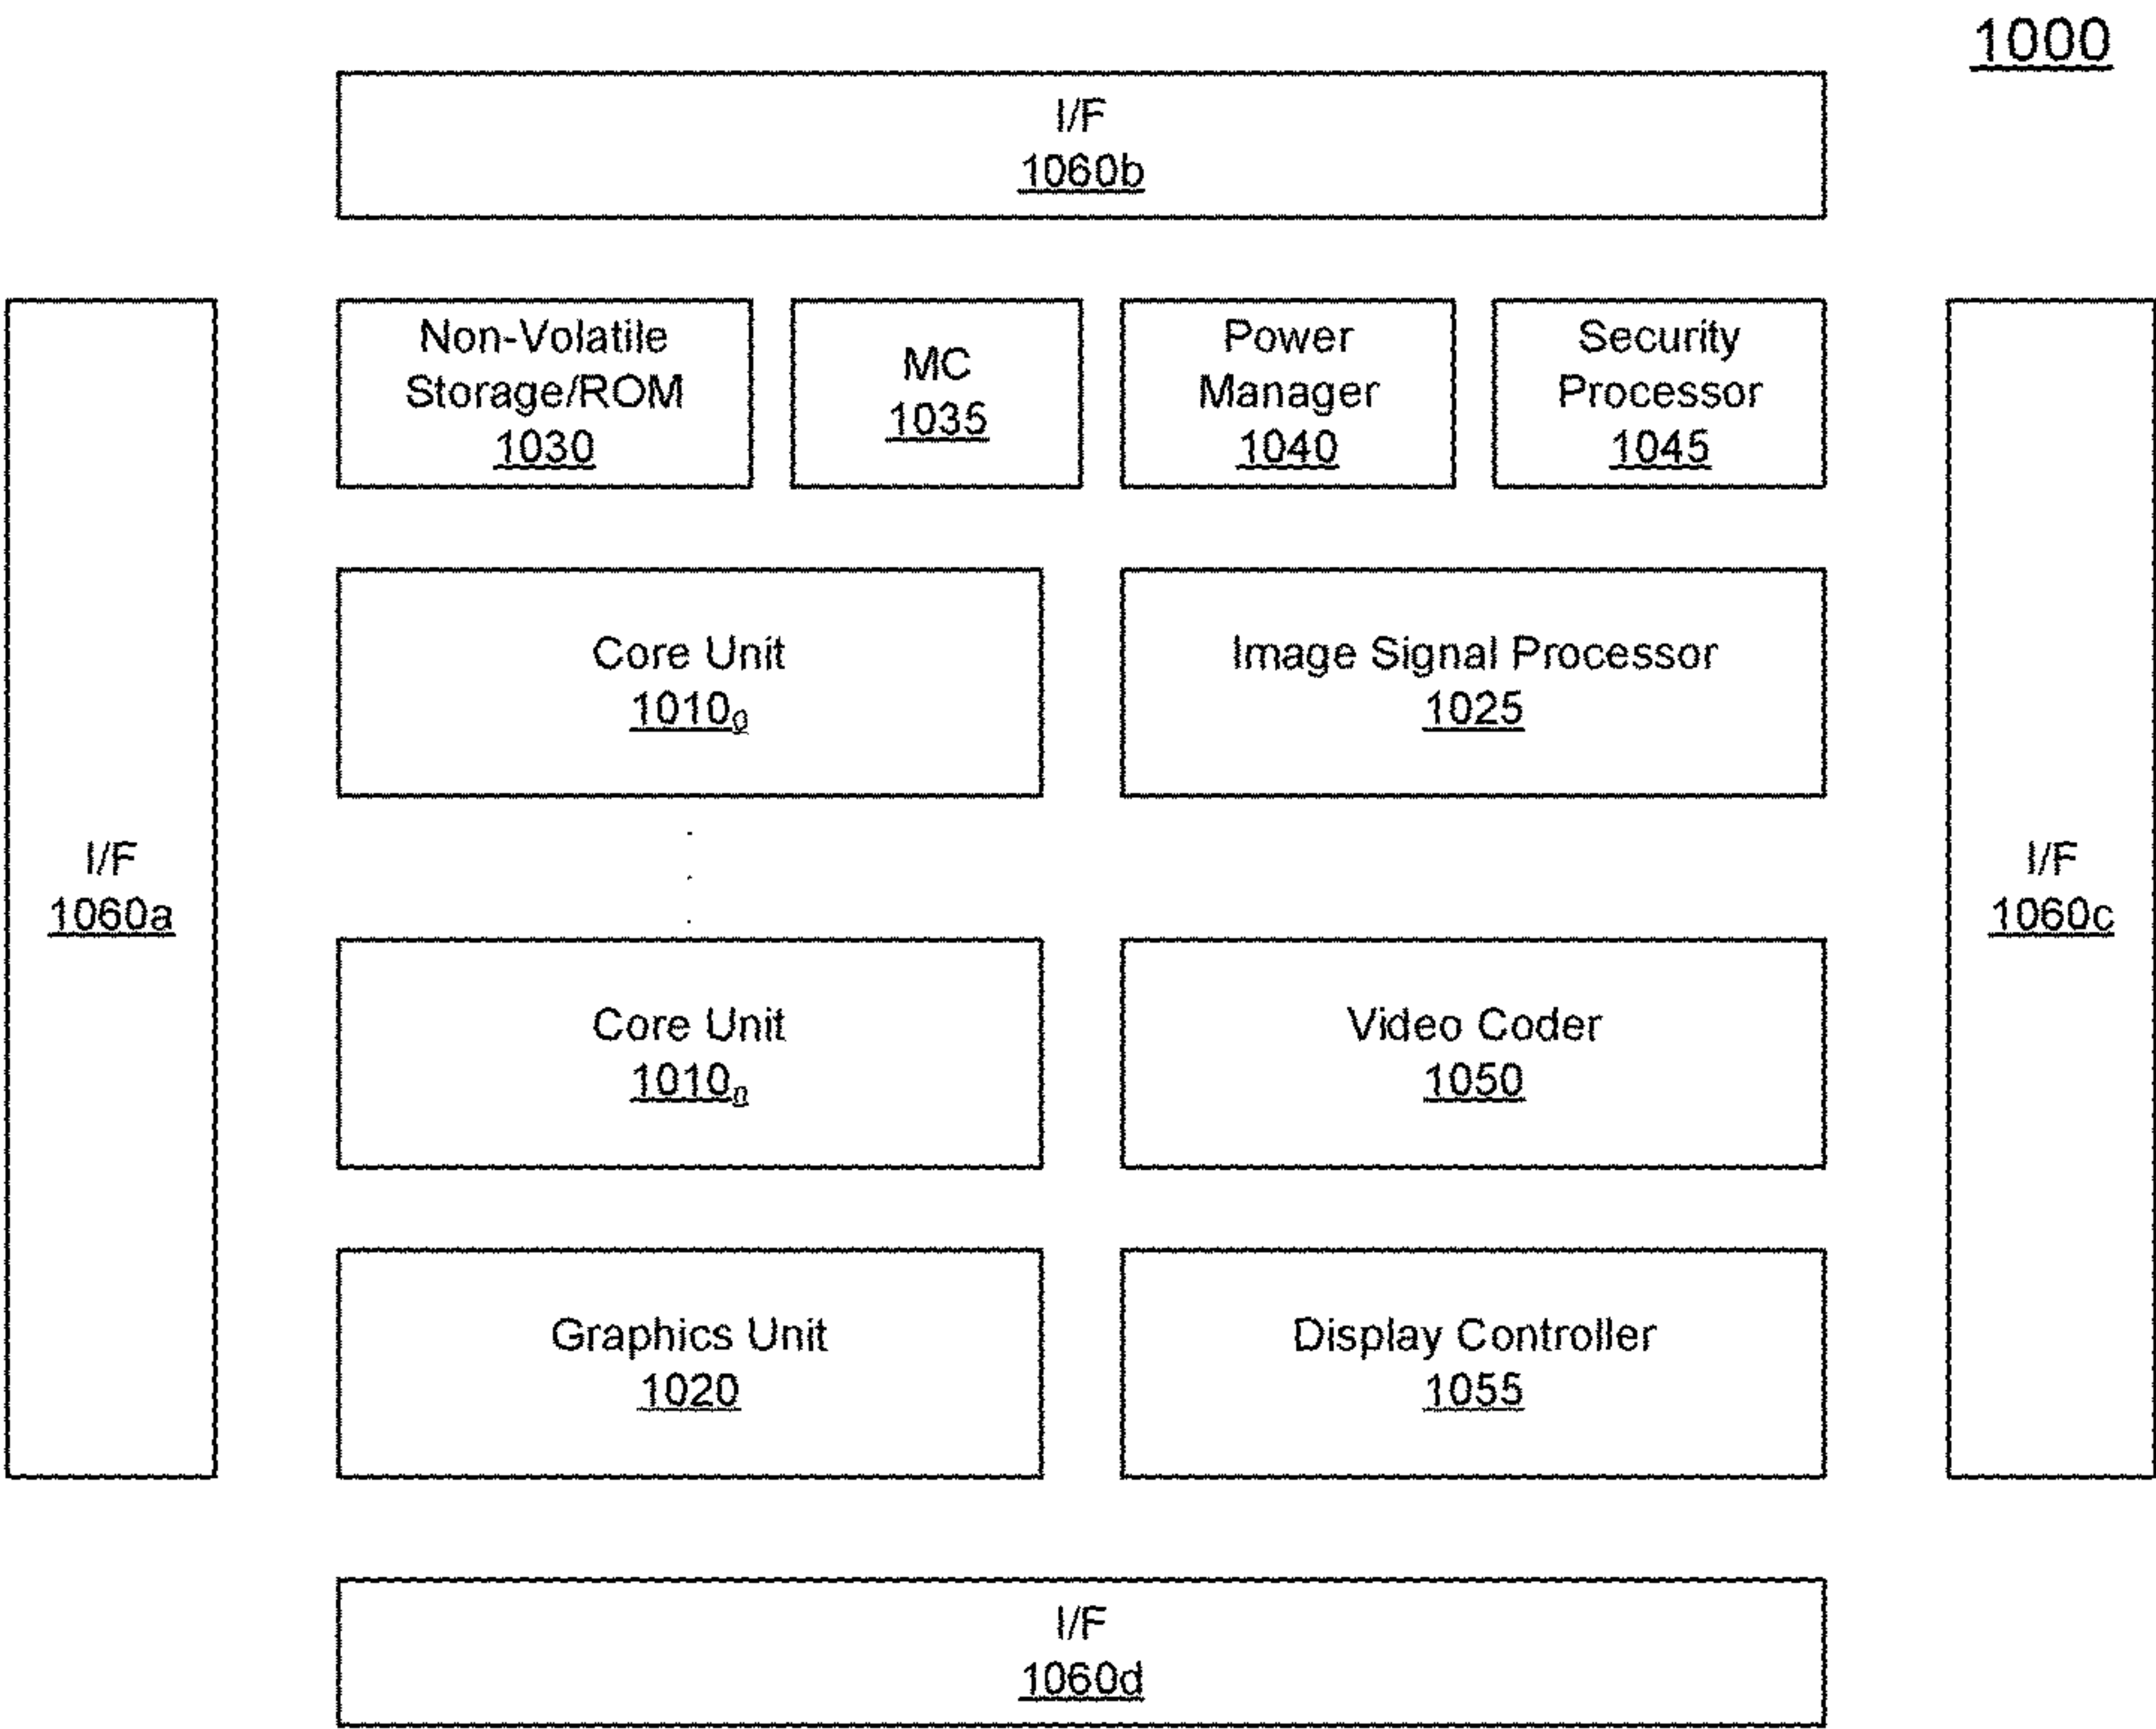 1000
I/F
1060b
Non-Volatile
Storage/ROM
1030
MC
1035
Power
Manager
1040
Security
Processor
1045
I/F
1060a
Core Unit
1010₀
Image Signal Processor
1025
I/F
1060c
Core Unit
1010ₙ
Video Coder
1050
Graphics Unit
1020
Display Controller
1055
I/F
1060d